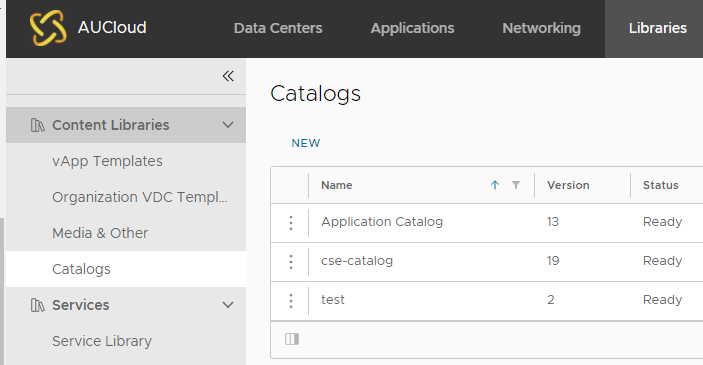 AUCloud
Data Centers
Applications
Networking
Libraries
Content Libraries
vApp Templates
Organization VDC Templ...
Media & Other
Catalogs
Services
Service Library
Catalogs
NEW
Name Version Status
Application Catalog 13 Ready
cse-catalog 19 Ready
test 2 Ready